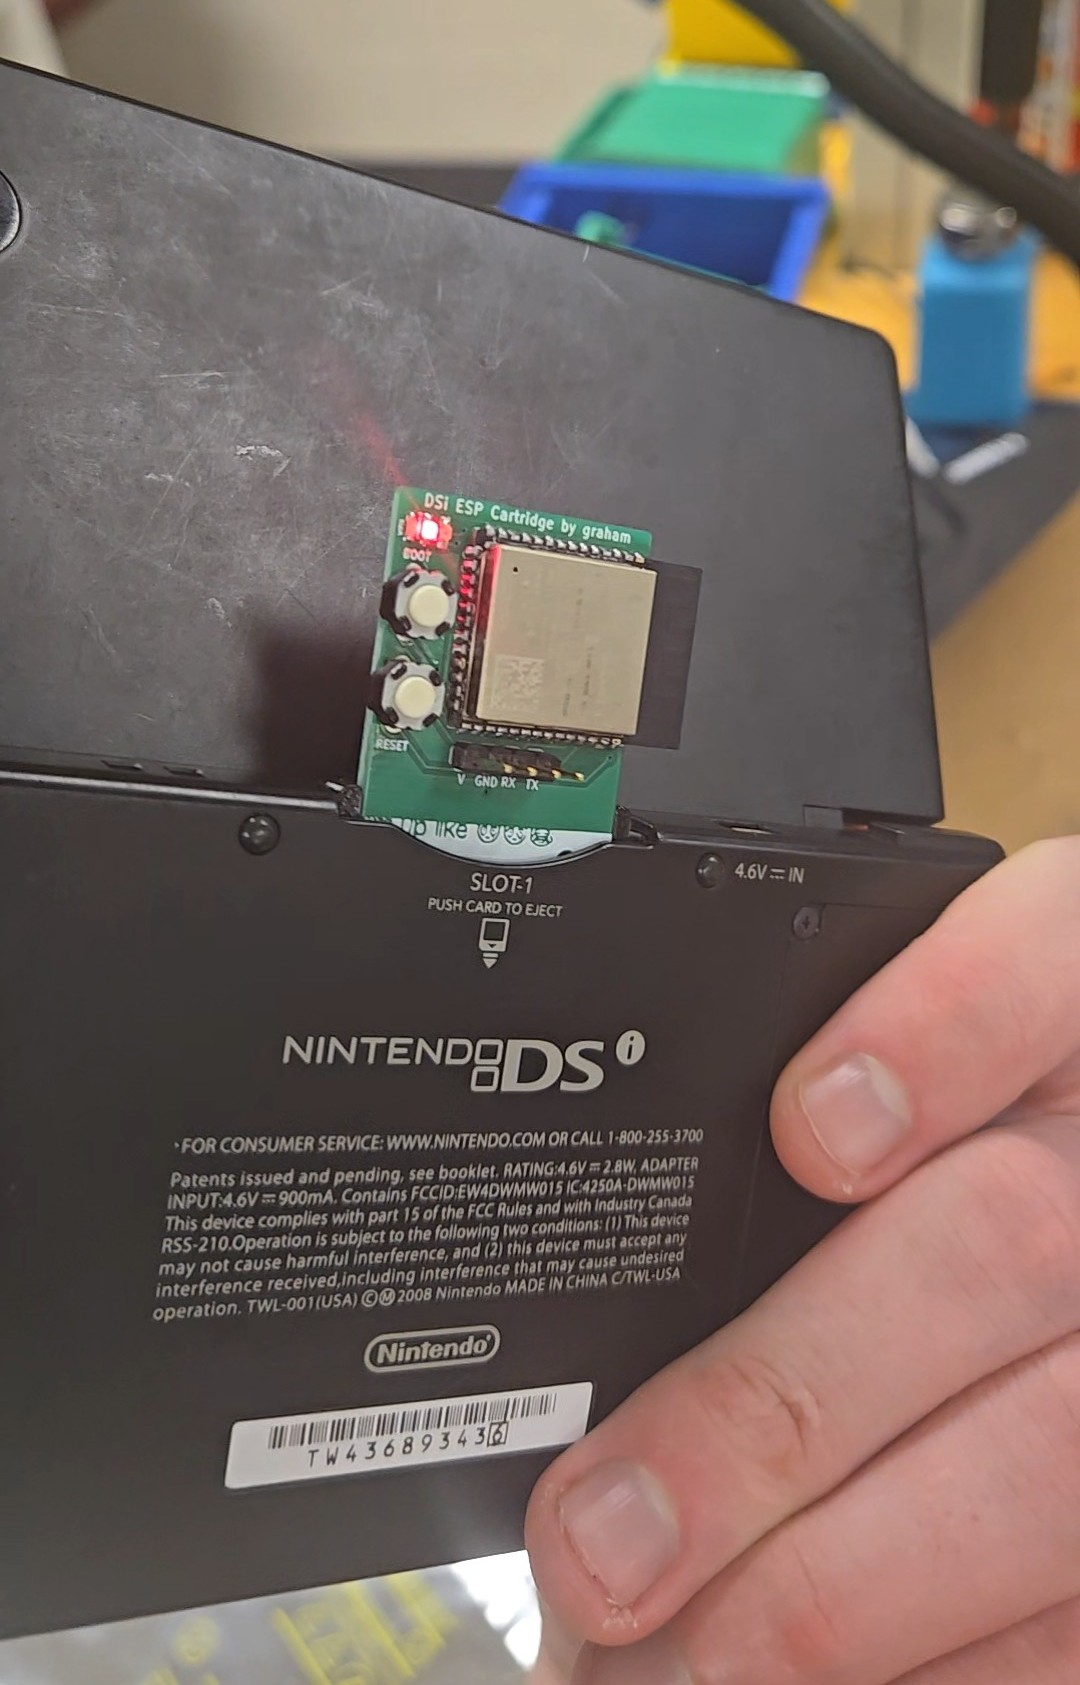 DSi ESP Cartridge by graham
BOOT
RESET
V GND RX TX
up like
SLOT-1
PUSH CARD TO EJECT
4.6V ⎓ IN
NINTENDO DSi
·FOR CONSUMER SERVICE: WWW.NINTENDO.COM OR CALL 1-800-255-3700
Patents issued and pending, see booklet. RATING:4.6V ⎓ 2.8W, ADAPTER
INPUT:4.6V ⎓ 900mA. Contains FCCID:EW4DWMW015 IC:4250A-DWMW015
This device complies with part 15 of the FCC Rules and with Industry Canada
RSS-210.Operation is subject to the following two conditions: (1) This device
may not cause harmful interference, and (2) this device must accept any
interference received,including interference that may cause undesired
operation. TWL-001(USA) ©Ⓜ2008 Nintendo MADE IN CHINA C/TWL-USA
Nintendo
TW436893436